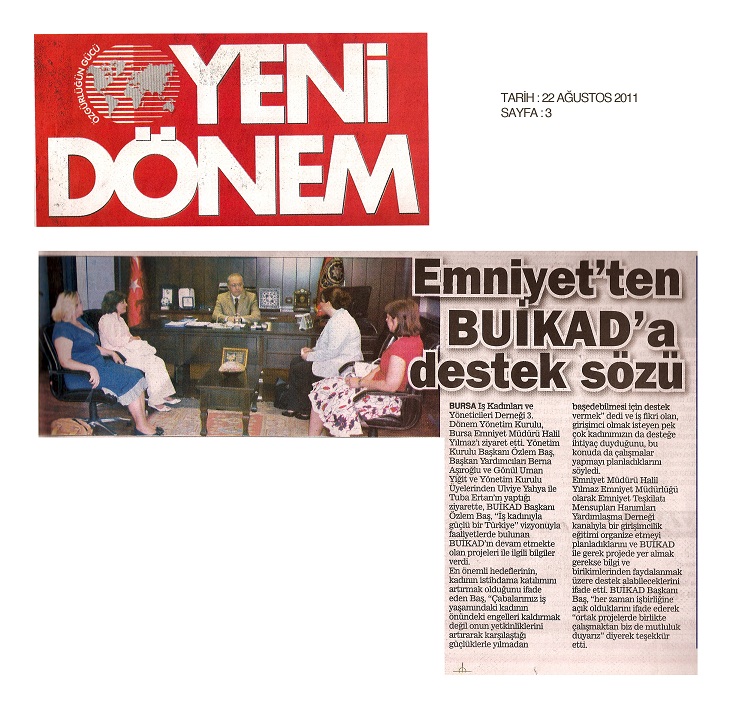 ÖZGÜRLÜĞÜN GÜCÜ
YENİ
DÖNEM
TARİH : 22 AĞUSTOS 2011
SAYFA : 3
Emniyet'ten
BUİKAD'a
destek sözü
BURSA İş Kadınları ve
Yöneticileri Derneği 3.
Dönem Yönetim Kurulu,
Bursa Emniyet Müdürü Halil
Yılmaz'ı ziyaret etti. Yönetim
Kurulu Başkanı Özlem Baş,
Başkan Yardımcıları Berna
Aşıroğlu ve Gönül Uman
Yiğit ve Yönetim Kurulu
Üyelerinden Ulviye Yahya ile
Tuba Ertan'ın yaptığı
ziyarette, BUİKAD Başkanı
Özlem Baş, "İş kadınıyla
güçlü bir Türkiye" vizyonuyla
faaliyetlerde bulunan
BUİKAD'ın devam etmekte
olan projeleri ile ilgili bilgiler
verdi.
En önemli hedeflerinin,
kadının istihdama katılımını
artırmak olduğunu ifade
eden Baş, "Çabalarımız iş
yaşamındaki kadının
önündeki engelleri kaldırmak
değil onun yetkinliklerini
artırarak karşılaştığı
güçlüklerle yılmadan
başedebilmesi için destek
vermek" dedi ve iş fikri olan,
girişimci olmak isteyen pek
çok kadınımızın da desteğe
ihtiyaç duyduğunu, bu
konuda da çalışmalar
yapmayı planladıklarını
söyledi.
Emniyet Müdürü Halil
Yılmaz Emniyet Müdürlüğü
olarak Emniyet Teşkilatı
Mensupları Hanımları
Yardımlaşma Derneği
kanalıyla bir girişimcilik
eğitimi organize etmeyi
planladıklarını ve BUİKAD
ile gerek projede yer almak
gerekse bilgi ve
birikimlerinden faydalanmak
üzere destek alabileceklerini
ifade etti. BUİKAD Başkanı
Baş, "her zaman işbirliğine
açık olduklarını ifade ederek
"ortak projelerde birlikte
çalışmaktan biz de mutluluk
duyarız" diyerek teşekkür
etti.